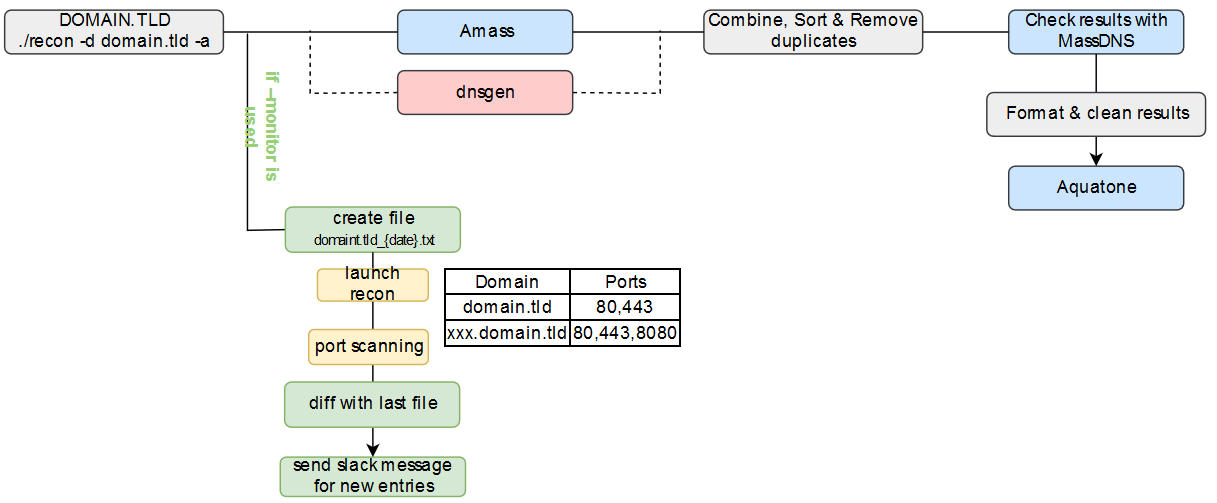 DOMAIN.TLD
./recon -d domain.tld -a
Amass
dnsgen
Combine, Sort & Remove
duplicates
Check results with
MassDNS
Format & clean results
Aquatone
if --monitor is
used
create file
domaint.tld_{date}.txt
launch
recon
port scanning
diff with last file
send slack message
for new entries
Domain Ports
domain.tld 80,443
xxx.domain.tld 80,443,8080